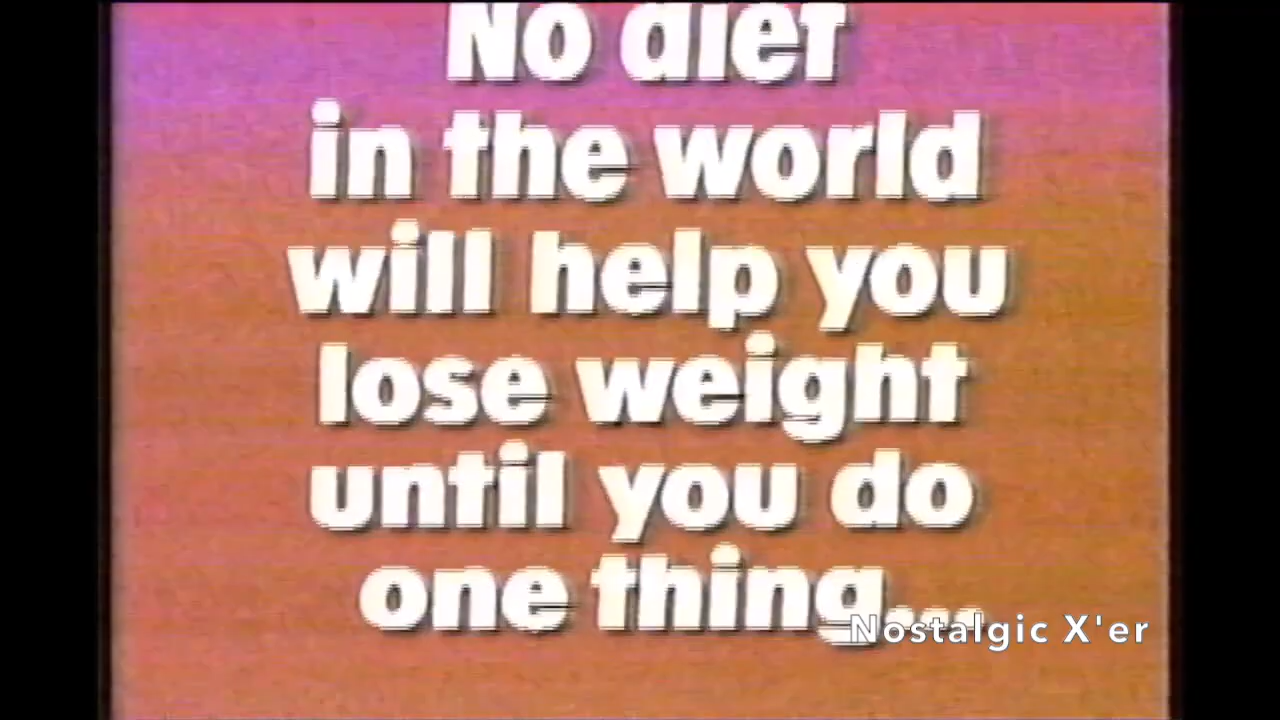 No diet
in the world
will help you
lose weight
until you do
one thing...
Nostalgic X'er